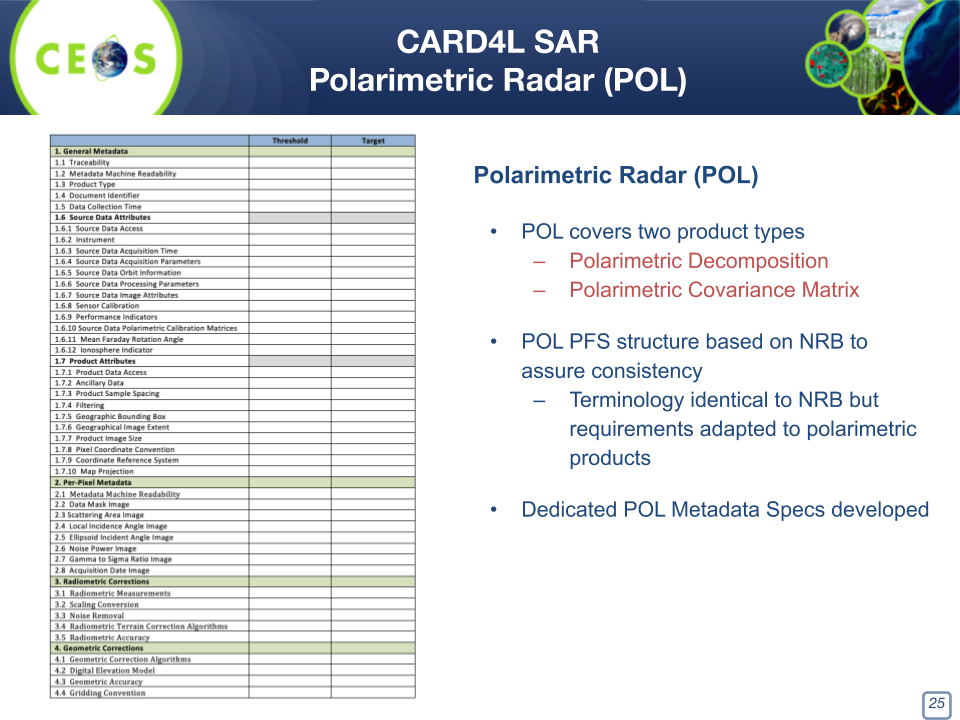 CEOS
CARD4L SAR
Polarimetric Radar (POL)
Threshold Target
1. General Metadata
1.1 Traceability
1.2 Metadata Machine Readability
1.3 Product Type
1.4 Document Identifier
1.5 Data Collection Time
1.6 Source Data Attributes
1.6.1 Source Data Access
1.6.2 Instrument
1.6.3 Source Data Acquisition Time
1.6.4 Source Data Acquisition Parameters
1.6.5 Source Data Orbit Information
1.6.6 Source Data Processing Parameters
1.6.7 Source Data Image Attributes
1.6.8 Sensor Calibration
1.6.9 Performance Indicators
1.6.10 Source Data Polarimetric Calibration Matrices
1.6.11 Mean Faraday Rotation Angle
1.6.12 Ionosphere Indicator
1.7 Product Attributes
1.7.1 Product Data Access
1.7.2 Ancillary Data
1.7.3 Product Sample Spacing
1.7.4 Filtering
1.7.5 Geographic Bounding Box
1.7.6 Geographical Image Extent
1.7.7 Product Image Size
1.7.8 Pixel Coordinate Convention
1.7.9 Coordinate Reference System
1.7.10 Map Projection
2. Per-Pixel Metadata
2.1 Metadata Machine Readability
2.2 Data Mask Image
2.3 Scattering Area Image
2.4 Local Incidence Angle Image
2.5 Ellipsoid Incident Angle Image
2.6 Noise Power Image
2.7 Gamma to Sigma Ratio Image
2.8 Acquisition Date Image
3. Radiometric Corrections
3.1 Radiometric Measurements
3.2 Scaling Conversion
3.3 Noise Removal
3.4 Radiometric Terrain Correction Algorithms
3.5 Radiometric Accuracy
4. Geometric Corrections
4.1 Geometric Correction Algorithms
4.2 Digital Elevation Model
4.3 Geometric Accuracy
4.4 Gridding Convention
Polarimetric Radar (POL)
• POL covers two product types
– Polarimetric Decomposition
– Polarimetric Covariance Matrix
• POL PFS structure based on NRB to
assure consistency
– Terminology identical to NRB but
requirements adapted to polarimetric
products
• Dedicated POL Metadata Specs developed
25